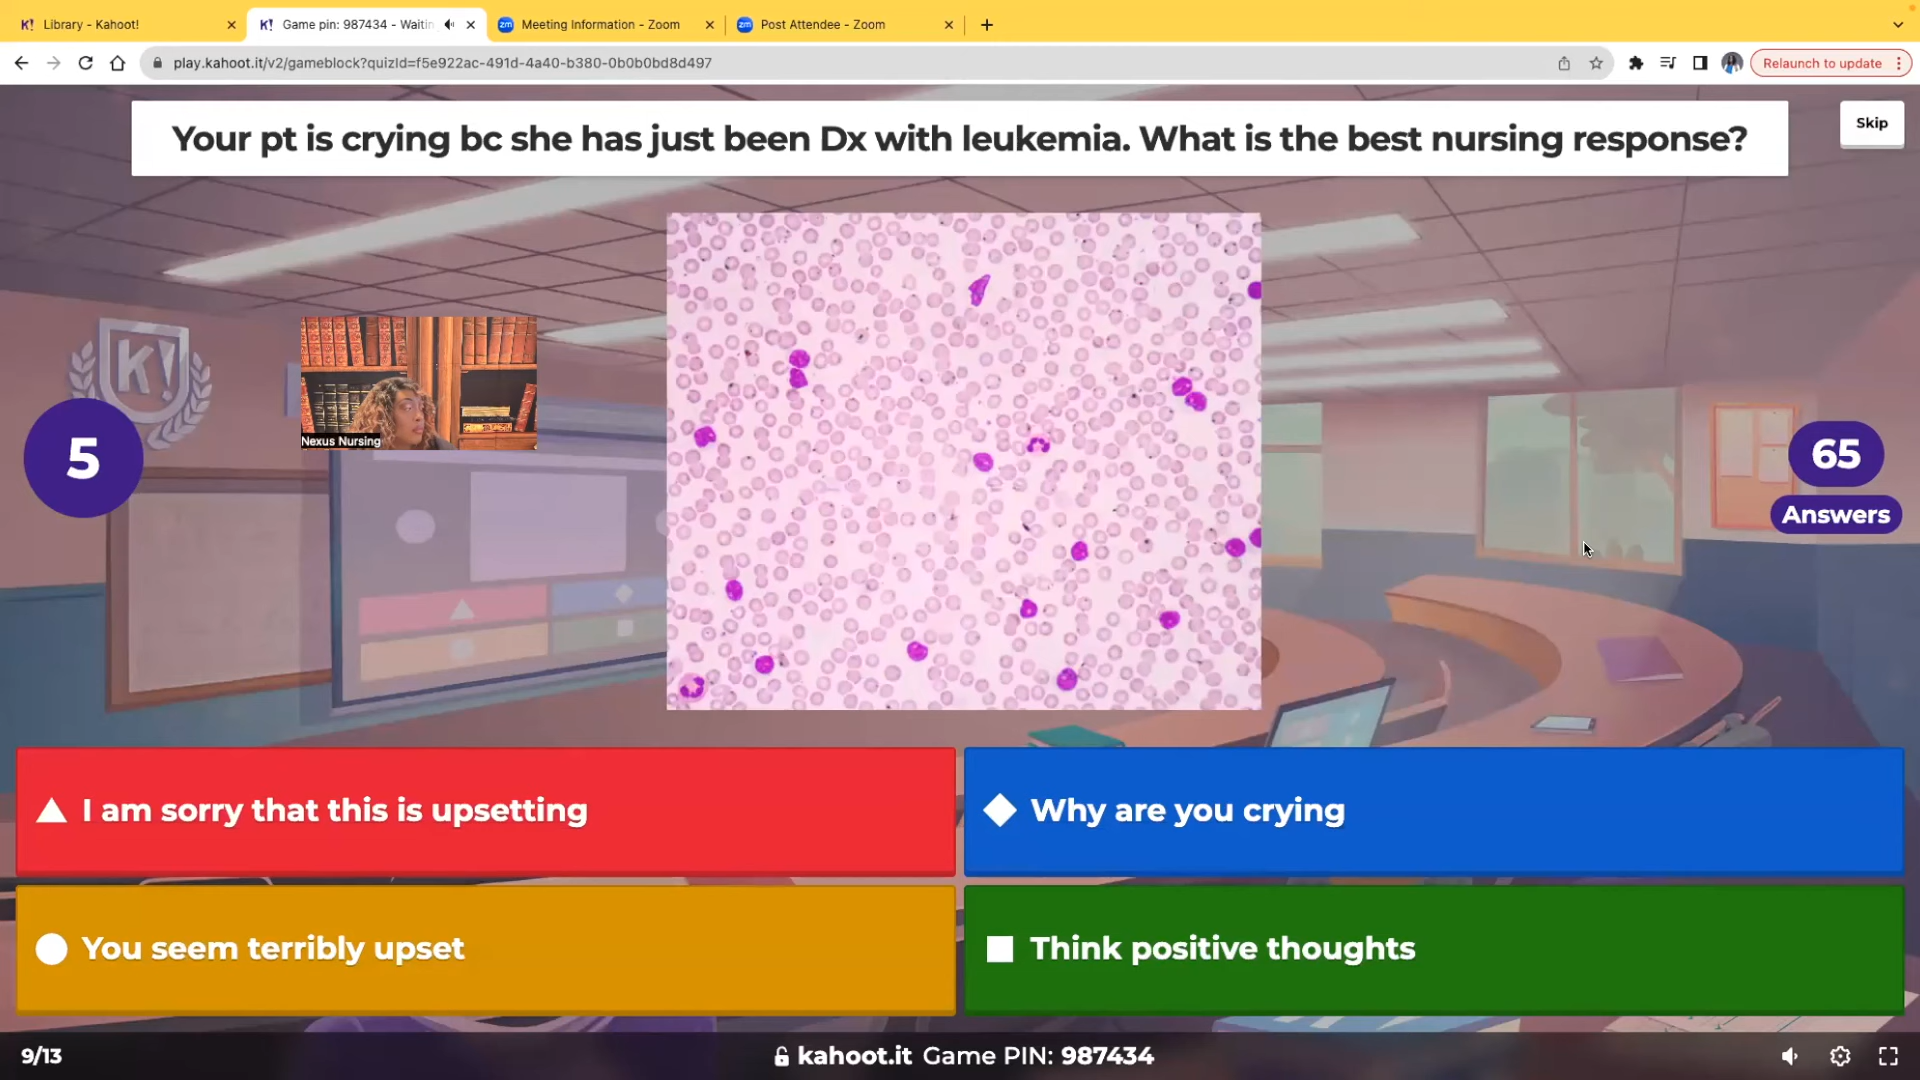 Library - Kahoot!
Game pin: 987434 - Waitin
Meeting Information - Zoom
Post Attendee - Zoom
play.kahoot.it/v2/gameblock?quizId=f5e922ac-491d-4a40-b380-0b0b0bd8d497
Relaunch to update
Your pt is crying bc she has just been Dx with leukemia. What is the best nursing response?
Skip
K!
Nexus Nursing
5
65
Answers
I am sorry that this is upsetting
Why are you crying
You seem terribly upset
Think positive thoughts
9/13
kahoot.it Game PIN: 987434